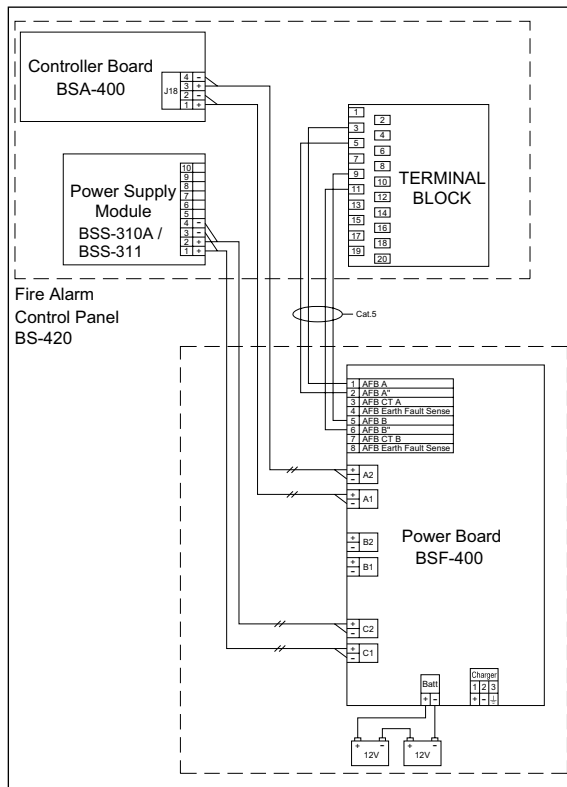 Controller Board
BSA-400
J18
4 -
3 +
2 -
1 +
Power Supply
Module
BSS-310A /
BSS-311
10
9
8
7
6
5
4 -
3 -
2 +
1 +
1
2
3
4
5
6
7
8
9
10
11
12
13
14
15
16
17
18
19
20
TERMINAL
BLOCK
Fire Alarm
Control Panel
BS-420
Cat.5
1 AFB A
2 AFB A"
3 AFB CT A
4 AFB Earth Fault Sense
5 AFB B
6 AFB B"
7 AFB CT B
8 AFB Earth Fault Sense
+ - A2
+ - A1
+ - B2
+ - B1
+ - C2
+ - C1
Power Board
BSF-400
Batt
+ -
Charger
1 2 3
+ -
+ -
12V
+ -
12V